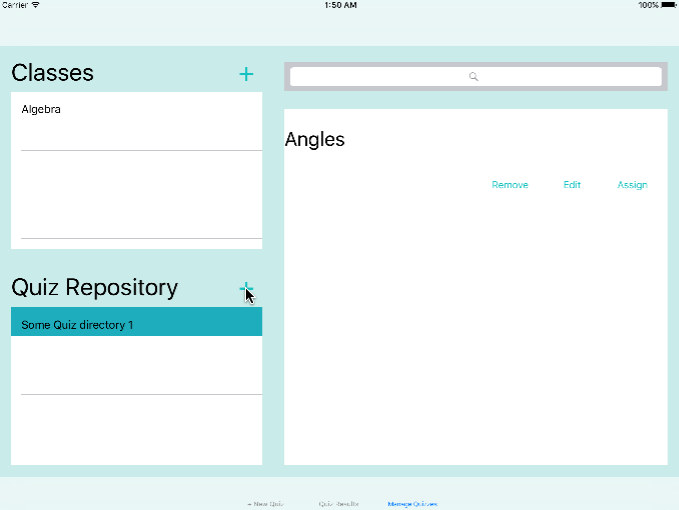 Carrier 1:50 AM 100%
Classes
Algebra
Angles
Remove Edit Assign
Quiz Repository
Some Quiz directory 1
+ New Quiz Quiz Results Manage Quizzes